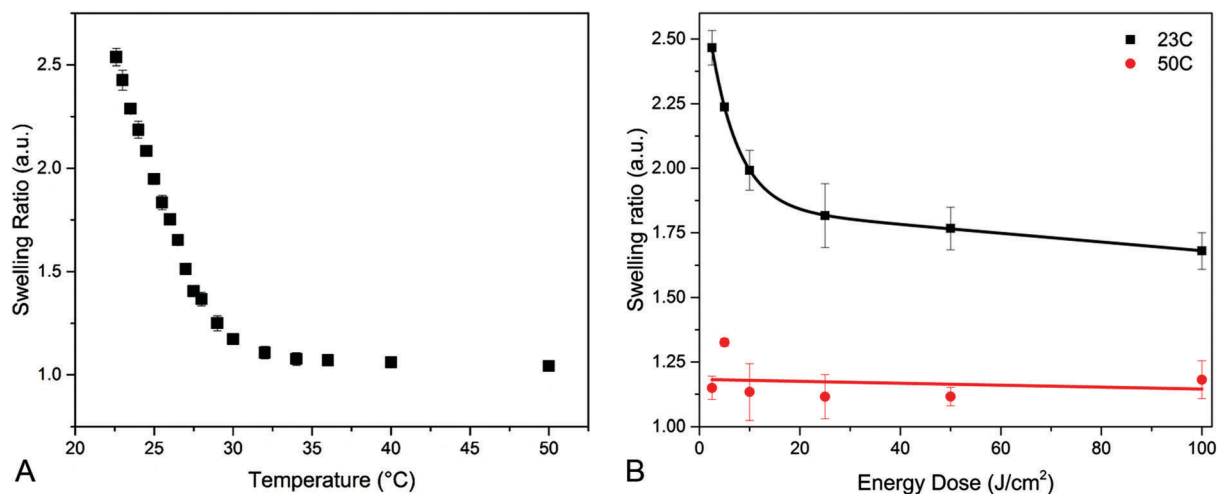 Swelling Ratio (a.u.)
2.5
2.0
1.5
1.0
20 25 30 35 40 45 50
Temperature (°C)
A
Swelling ratio (a.u.)
2.50
2.25
2.00
1.75
1.50
1.25
1.00
0 20 40 60 80 100
Energy Dose (J/cm²)
23C
50C
B